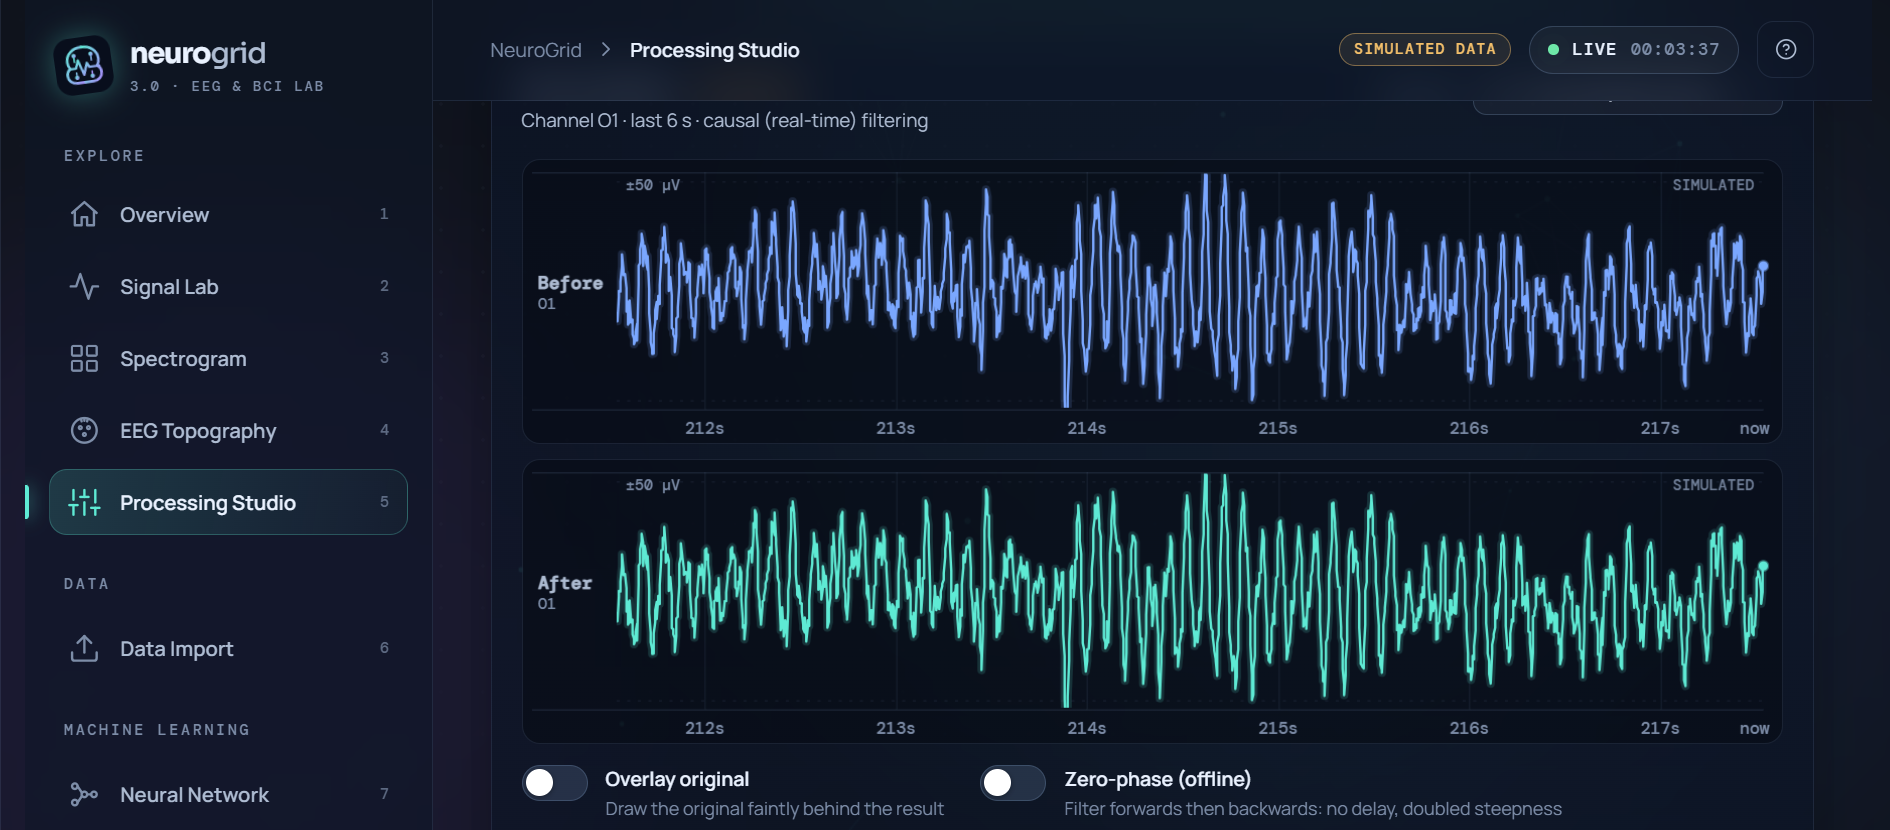 neurogrid
3.0 · EEG & BCI LAB
EXPLORE
Overview 1
Signal Lab 2
Spectrogram 3
EEG Topography 4
Processing Studio 5
DATA
Data Import 6
MACHINE LEARNING
Neural Network 7
NeuroGrid > Processing Studio
SIMULATED DATA
LIVE 00:03:37
Channel O1 · last 6 s · causal (real-time) filtering
±50 µV
SIMULATED
Before
O1
212s 213s 214s 215s 216s 217s now
±50 µV
SIMULATED
After
O1
212s 213s 214s 215s 216s 217s now
Overlay original
Draw the original faintly behind the result
Zero-phase (offline)
Filter forwards then backwards: no delay, doubled steepness